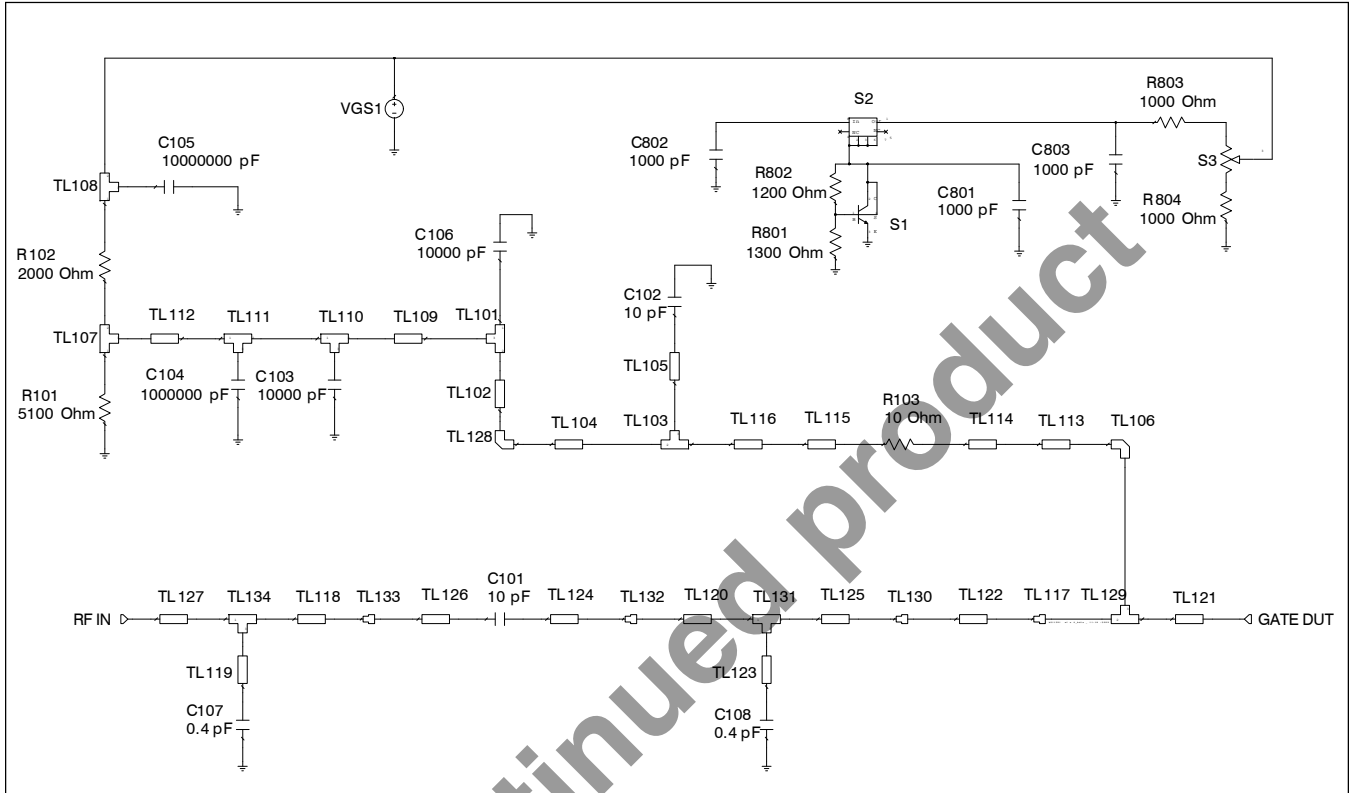 VGS1
S2
R803
1000 Ohm
C802
1000 pF
C803
1000 pF
S3
C105
10000000 pF
TL108
R802
1200 Ohm
C801
1000 pF
R804
1000 Ohm
S1
R801
1300 Ohm
R102
2000 Ohm
C106
10000 pF
C102
10 pF
TL107
TL112
TL111
TL110
TL109
TL101
R101
5100 Ohm
C104
1000000 pF
C103
10000 pF
TL105
TL102
TL128
TL104
TL103
TL116
TL115
R103
10 Ohm
TL114
TL113
TL106
RF IN
TL127
TL134
TL118
TL133
TL126
C101
10 pF
TL124
TL132
TL120
TL131
TL125
TL130
TL122
TL117
TL129
TL121
GATE DUT
TL119
TL123
C107
0.4 pF
C108
0.4 pF
tinued product